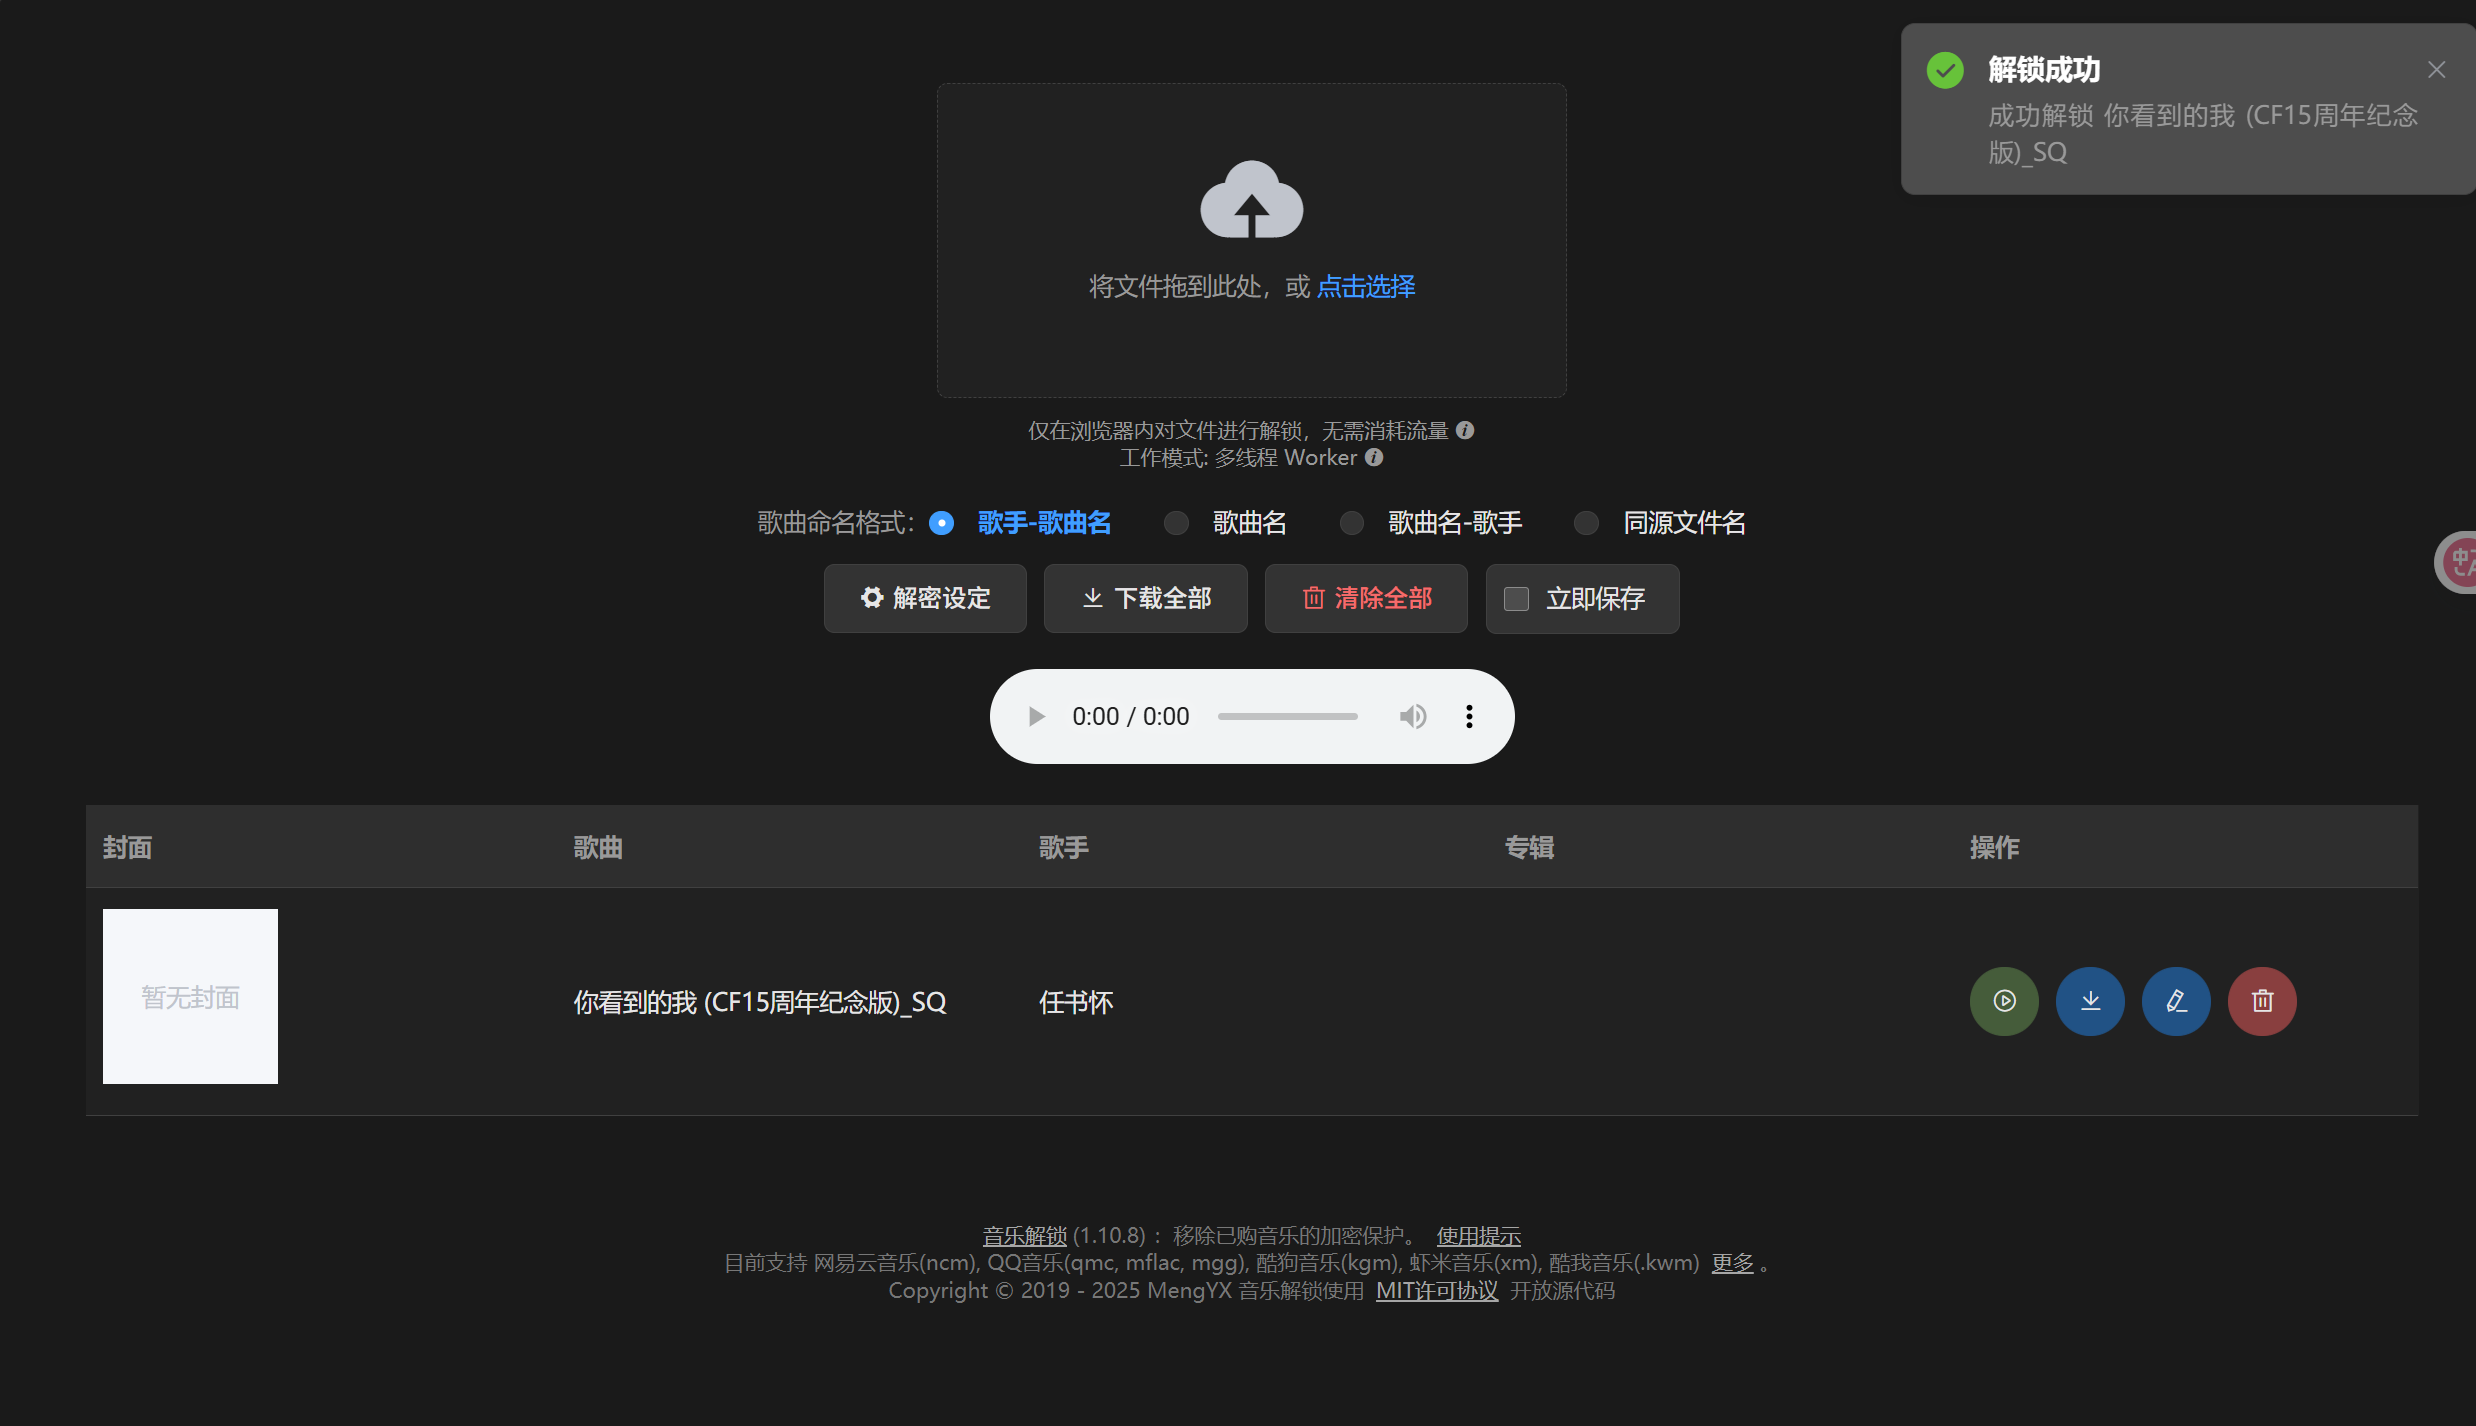 解锁成功
成功解锁 你看到的我 (CF15周年纪念
版)_SQ
将文件拖到此处，或 点击选择
仅在浏览器内对文件进行解锁，无需消耗流量
工作模式: 多线程 Worker
歌曲命名格式： 歌手-歌曲名 歌曲名 歌曲名-歌手 同源文件名
解密设定 下载全部 清除全部 立即保存
0:00 / 0:00
封面 歌曲 歌手 专辑 操作
暂无封面 你看到的我 (CF15周年纪念版)_SQ 任书怀
音乐解锁 (1.10.8) ：移除已购音乐的加密保护。 使用提示
目前支持 网易云音乐(ncm), QQ音乐(qmc, mflac, mgg), 酷狗音乐(kgm), 虾米音乐(xm), 酷我音乐(.kwm) 更多 。
Copyright © 2019 - 2025 MengYX 音乐解锁使用 MIT许可协议 开放源代码